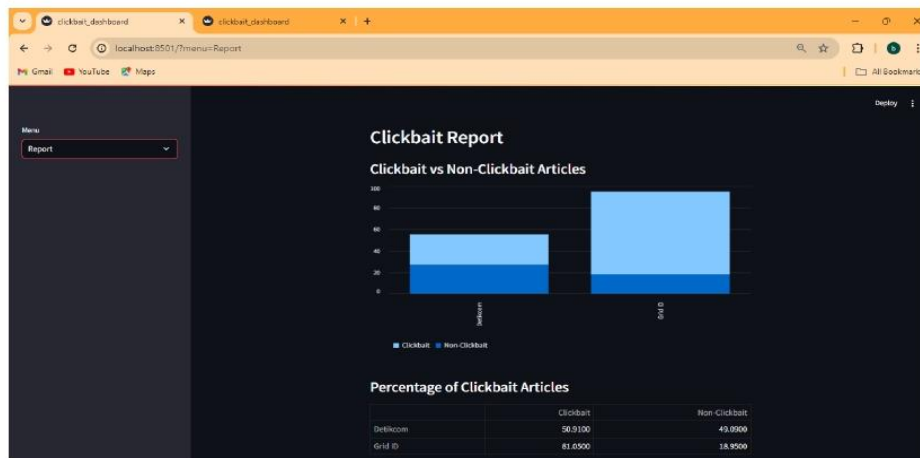 clickbait_dashboard
clickbait_dashboard
localhost:8501/?menu=Report
Gmail YouTube Maps
All Bookmarks
Deploy
Menu
Report
Clickbait Report
Clickbait vs Non-Clickbait Articles
100
80
60
40
20
0
Detikcom
Grid ID
Clickbait Non-Clickbait
Percentage of Clickbait Articles
Clickbait Non-Clickbait
Detikcom 50.9100 49.0900
Grid ID 81.0500 18.9500